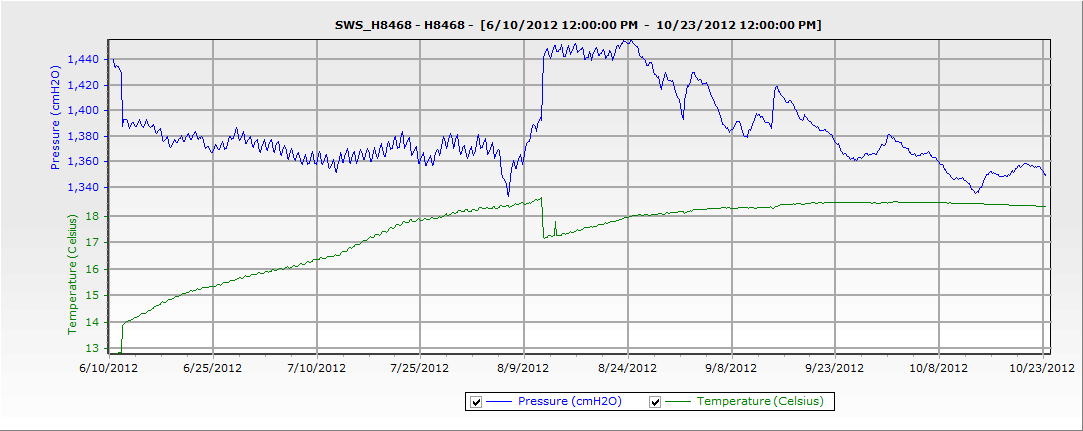 SWS_H8468 - H8468 - [6/10/2012 12:00:00 PM - 10/23/2012 12:00:00 PM]
Pressure (cmH2O)
1,440
1,420
1,400
1,380
1,360
1,340
Temperature (Celsius)
18
17
16
15
14
13
6/10/2012 6/25/2012 7/10/2012 7/25/2012 8/9/2012 8/24/2012 9/8/2012 9/23/2012 10/8/2012 10/23/2012
Pressure (cmH2O) Temperature (Celsius)